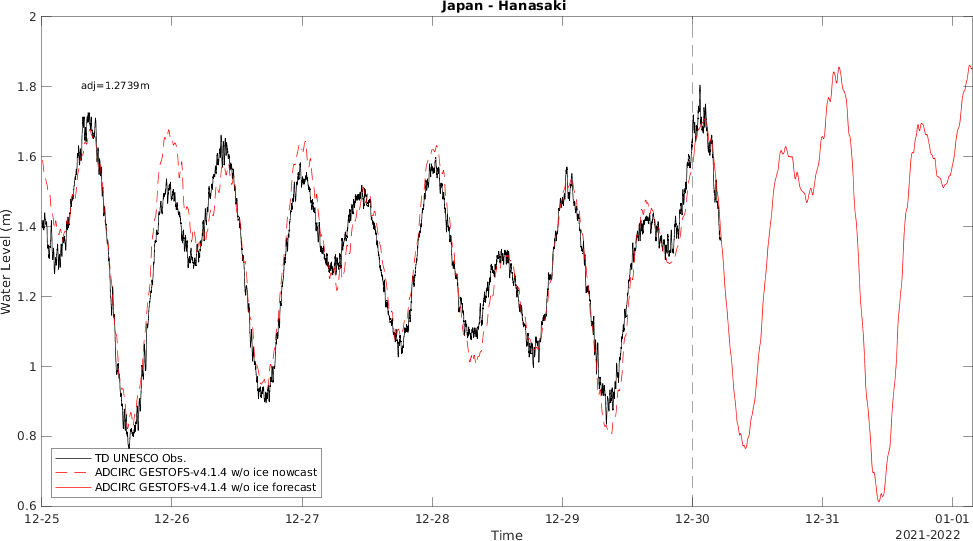 Japan - Hanasaki
2
1.8
1.6
1.4
1.2
1
0.8
0.6
Water Level (m)
adj=1.2739m
TD UNESCO Obs.
ADCIRC GESTOFS-v4.1.4 w/o ice nowcast
ADCIRC GESTOFS-v4.1.4 w/o ice forecast
12-25 12-26 12-27 12-28 12-29 12-30 12-31 01-01
Time
2021-2022